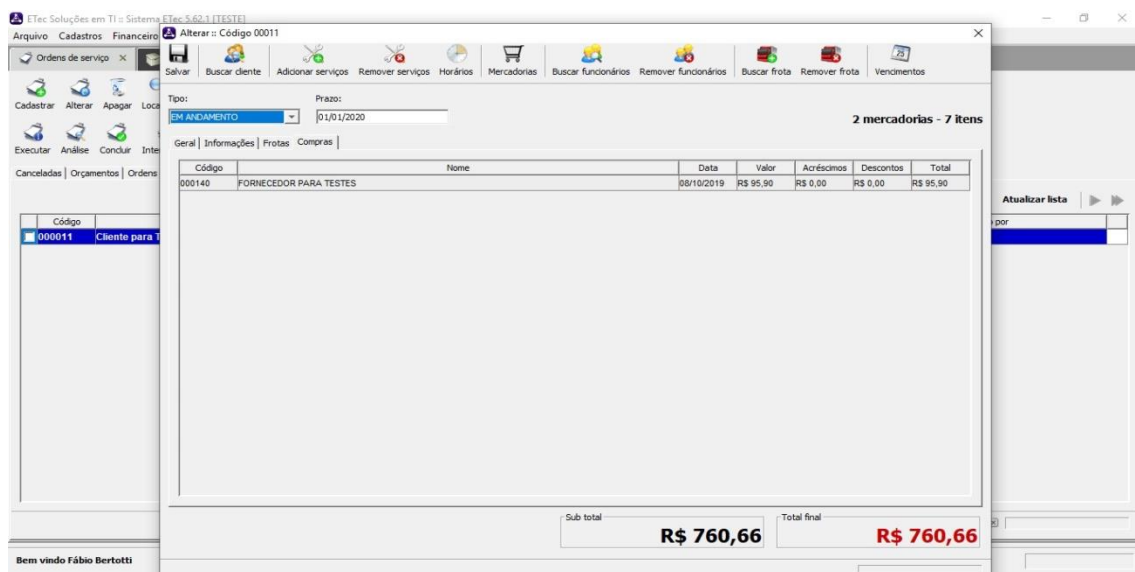 ETec Soluções em TI :: Sistema ETec 5.62.1 [TESTE]
Arquivo Cadastros Financeiro
Ordens de serviço
Cadastrar Alterar Apagar
Executar Análise Concluir
Canceladas | Orçamentos | Ordens
Código
000011 Cliente para
Bem vindo Fábio Bertotti
Alterar :: Código 00011
Salvar Buscar cliente Adicionar serviços Remover serviços Horários Mercadorias Buscar funcionários Remover funcionários Buscar frota Remover frota Vencimentos
25
Tipo: Prazo:
EM ANDAMENTO 01/01/2020
2 mercadorias - 7 itens
Geral | Informações | Frotas Compras
Código Nome Data Valor Acréscimos Descontos Total
000140 FORNECEDOR PARA TESTES 08/10/2019 R$ 95,90 R$ 0,00 R$ 0,00 R$ 95,90
Sub total Total final
R$ 760,66 R$ 760,66
Atualizar lista
por